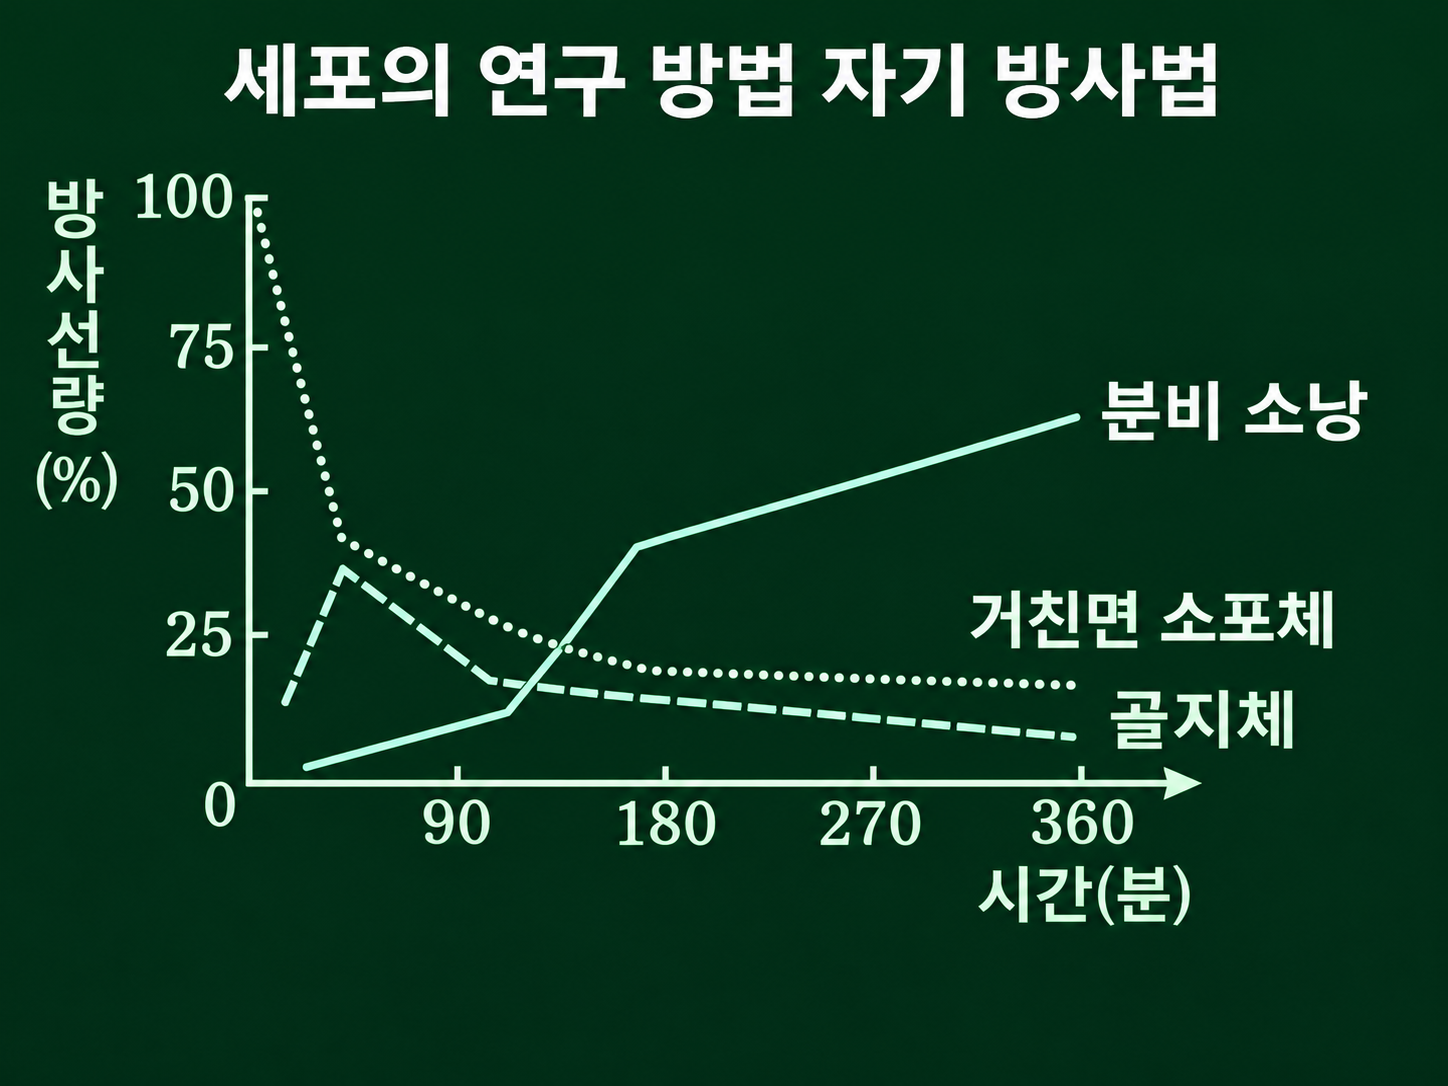 세포의 연구 방법 자기 방사법
방사선량
(%)
100
75
50
25
0
90 180 270 360
시간(분)
분비 소낭
거친면 소포체
골지체